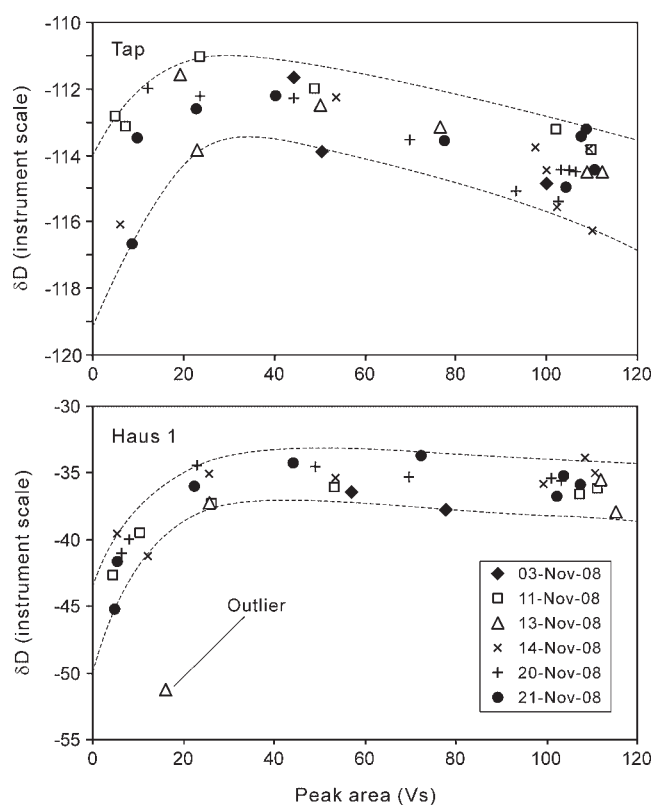 -110
Tap
-112
-114
-116
-118
-120
δD (instrument scale)
0 20 40 60 80 100 120
-30
Haus 1
-35
-40
-45
-50
-55
δD (instrument scale)
Outlier
03-Nov-08
11-Nov-08
13-Nov-08
14-Nov-08
20-Nov-08
21-Nov-08
0 20 40 60 80 100 120
Peak area (Vs)